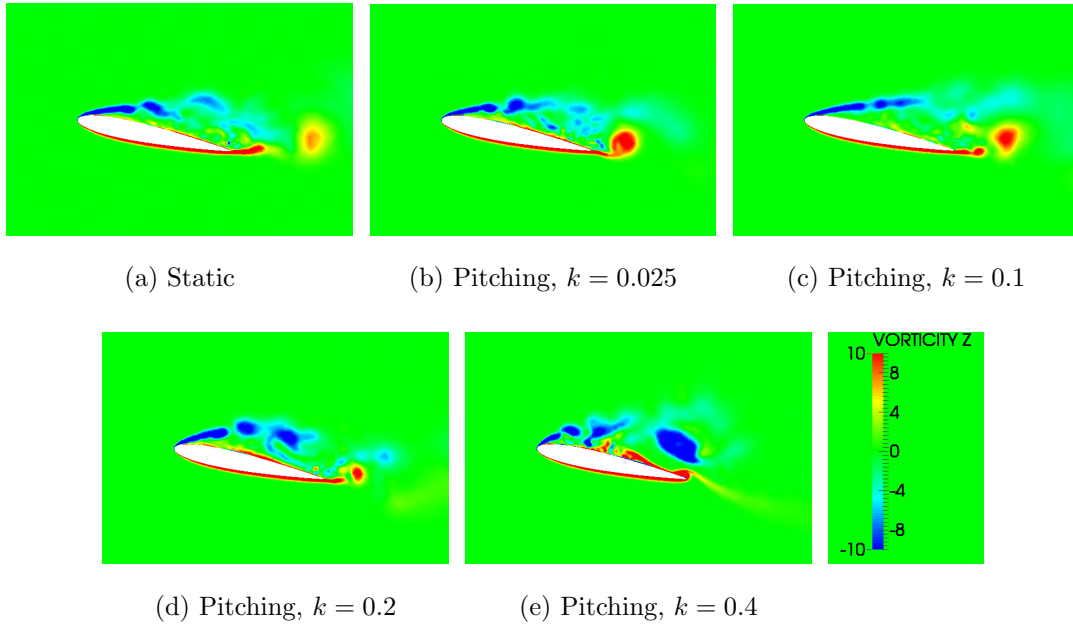 (a) Static
(b) Pitching, k = 0.025
(c) Pitching, k = 0.1
VORTICITY Z
10
8
4
0
-4
-8
-10
(d) Pitching, k = 0.2
(e) Pitching, k = 0.4